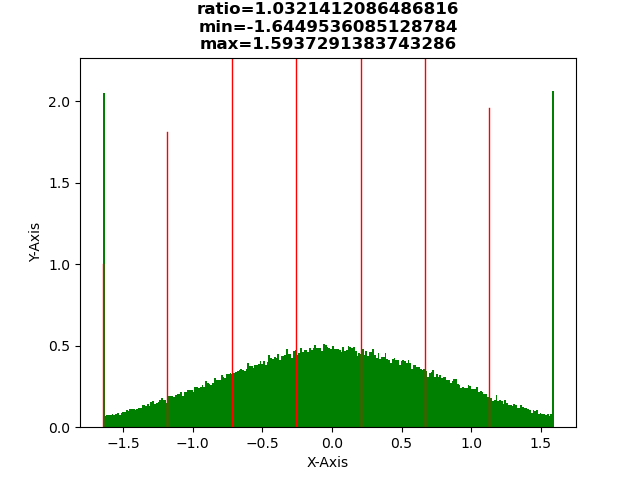 ratio=1.0321412086486816
min=-1.6449536085128784
max=1.5937291383743286
2.0
1.5
1.0
0.5
0.0
Y-Axis
−1.5 −1.0 −0.5 0.0 0.5 1.0 1.5
X-Axis